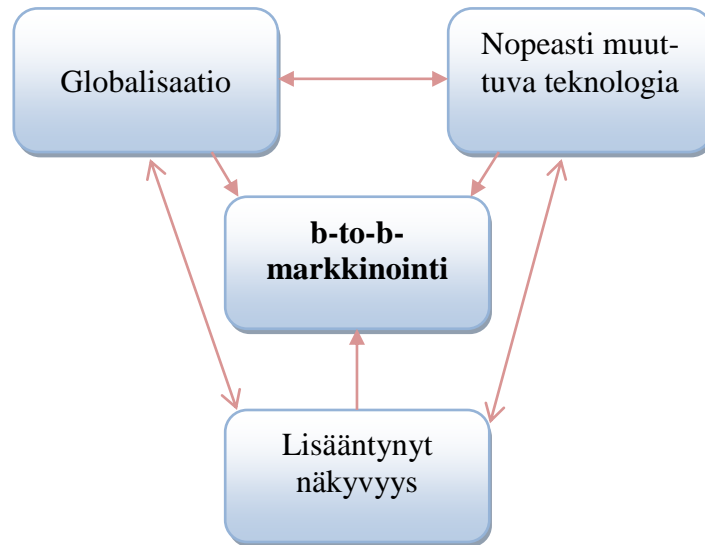 Globalisaatio
Nopeasti muut-
tuva teknologia
b-to-b-
markkinointi
Lisääntynyt
näkyvyys